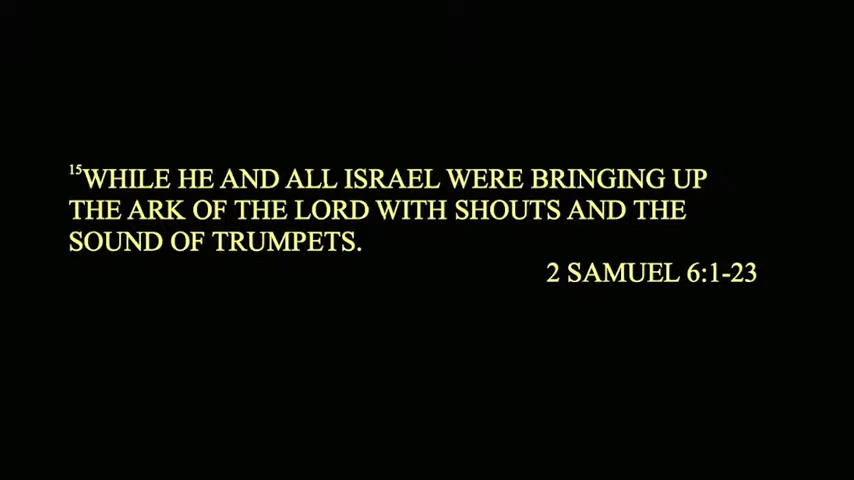 ¹⁵WHILE HE AND ALL ISRAEL WERE BRINGING UP
THE ARK OF THE LORD WITH SHOUTS AND THE
SOUND OF TRUMPETS.
2 SAMUEL 6:1-23